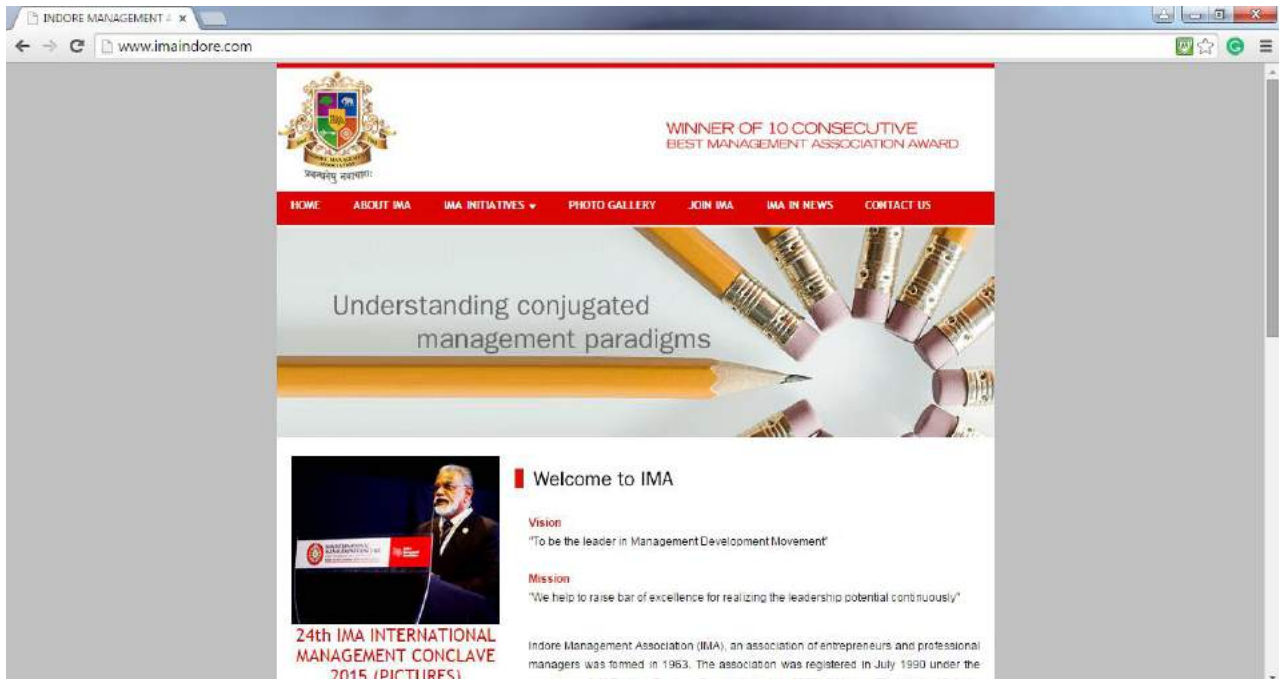 INDORE MANAGEMENT
www.imaindore.com
INDORE MANAGEMENT
ASSOCIATION
WINNER OF 10 CONSECUTIVE
BEST MANAGEMENT ASSOCIATION AWARD
HOME ABOUT IMA IMA INITIATIVES PHOTO GALLERY JOIN IMA IMA IN NEWS CONTACT US
Understanding conjugated
management paradigms
Welcome to IMA
Vision
"To be the leader in Management Development Movement"
Mission
"We help to raise bar of excellence for realizing the leadership potential continuously"
24th IMA INTERNATIONAL
MANAGEMENT CONCLAVE
2015 (PICTURES)
Indore Management Association (IMA), an association of entrepreneurs and professional
managers was formed in 1963. The association was registered in July 1990 under the